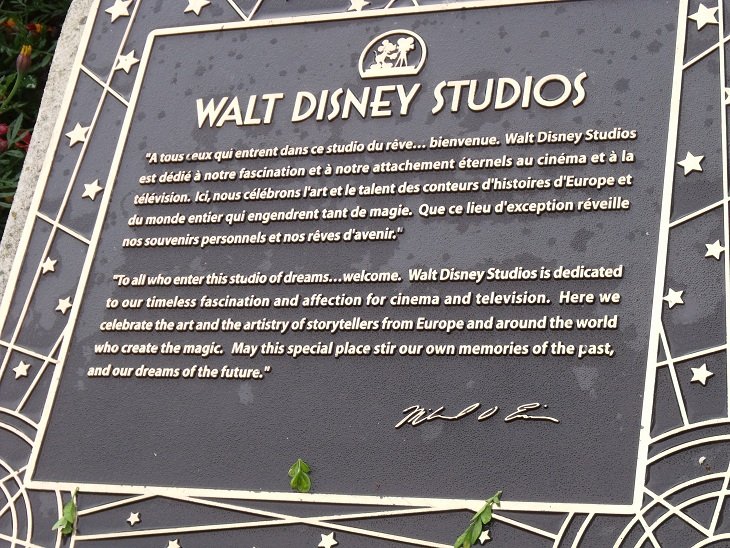 WALT DISNEY STUDIOS
"A tous ceux qui entrent dans ce studio du rêve... bienvenue. Walt Disney Studios
est dédié à notre fascination et à notre attachement éternels au cinéma et à la
télévision. Ici, nous célébrons l'art et le talent des conteurs d'histoires d'Europe et
du monde entier qui engendrent tant de magie. Que ce lieu d'exception réveille
nos souvenirs personnels et nos rêves d'avenir."
"To all who enter this studio of dreams...welcome. Walt Disney Studios is dedicated
to our timeless fascination and affection for cinema and television. Here we
celebrate the art and the artistry of storytellers from Europe and around the world
who create the magic. May this special place stir our own memories of the past,
and our dreams of the future."
Michael D Eisner